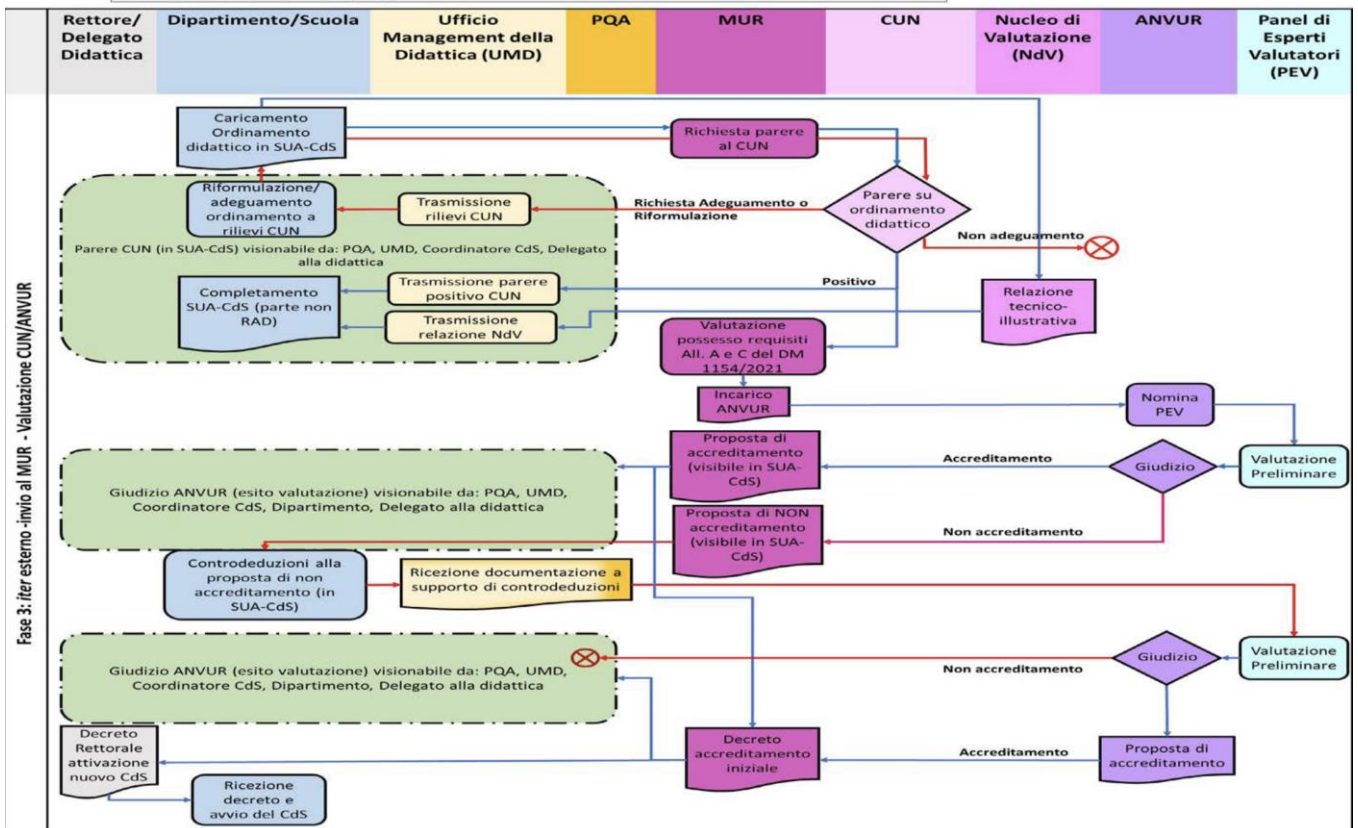 Rettore/
Delegato
Didattica
Dipartimento/Scuola
Ufficio
Management della
Didattica (UMD)
PQA
MUR
CUN
Nucleo di
Valutazione
(NdV)
ANVUR
Panel di
Esperti
Valutatori
(PEV)
Fase 3: iter esterno -invio al MUR - Valutazione CUN/ANVUR
Caricamento
Ordinamento
didattico in SUA-CdS
Richiesta parere
al CUN
Parere su
ordinamento
didattico
Riformulazione/
adeguamento
ordinamento a
rilievi CUN
Trasmissione
rilievi CUN
Richiesta Adeguamento o
Riformulazione
Non adeguamento
Parere CUN (in SUA-CdS) visionabile da: PQA, UMD, Coordinatore CdS, Delegato
alla didattica
Completamento
SUA-CdS (parte non
RAD)
Trasmissione parere
positivo CUN
Positivo
Trasmissione
relazione NdV
Relazione
tecnico-
illustrativa
Valutazione
possesso requisiti
All. A e C del DM
1154/2021
Incarico
ANVUR
Nomina
PEV
Proposta di
accreditamento
(visibile in SUA-
CdS)
Accreditamento
Giudizio
Valutazione
Preliminare
Giudizio ANVUR (esito valutazione) visionabile da: PQA, UMD,
Coordinatore CdS, Dipartimento, Delegato alla didattica
Proposta di NON
accreditamento
(visibile in SUA-
CdS)
Non accreditamento
Controdeduzioni alla
proposta di non
accreditamento (in
SUA-CdS)
Ricezione documentazione a
supporto di controdeduzioni
Giudizio ANVUR (esito valutazione) visionabile da: PQA, UMD,
Coordinatore CdS, Dipartimento, Delegato alla didattica
Non accreditamento
Giudizio
Valutazione
Preliminare
Decreto
Rettorale
attivazione
nuovo CdS
Decreto
accreditamento
iniziale
Accreditamento
Proposta di
accreditamento
Ricezione
decreto e
avvio del CdS